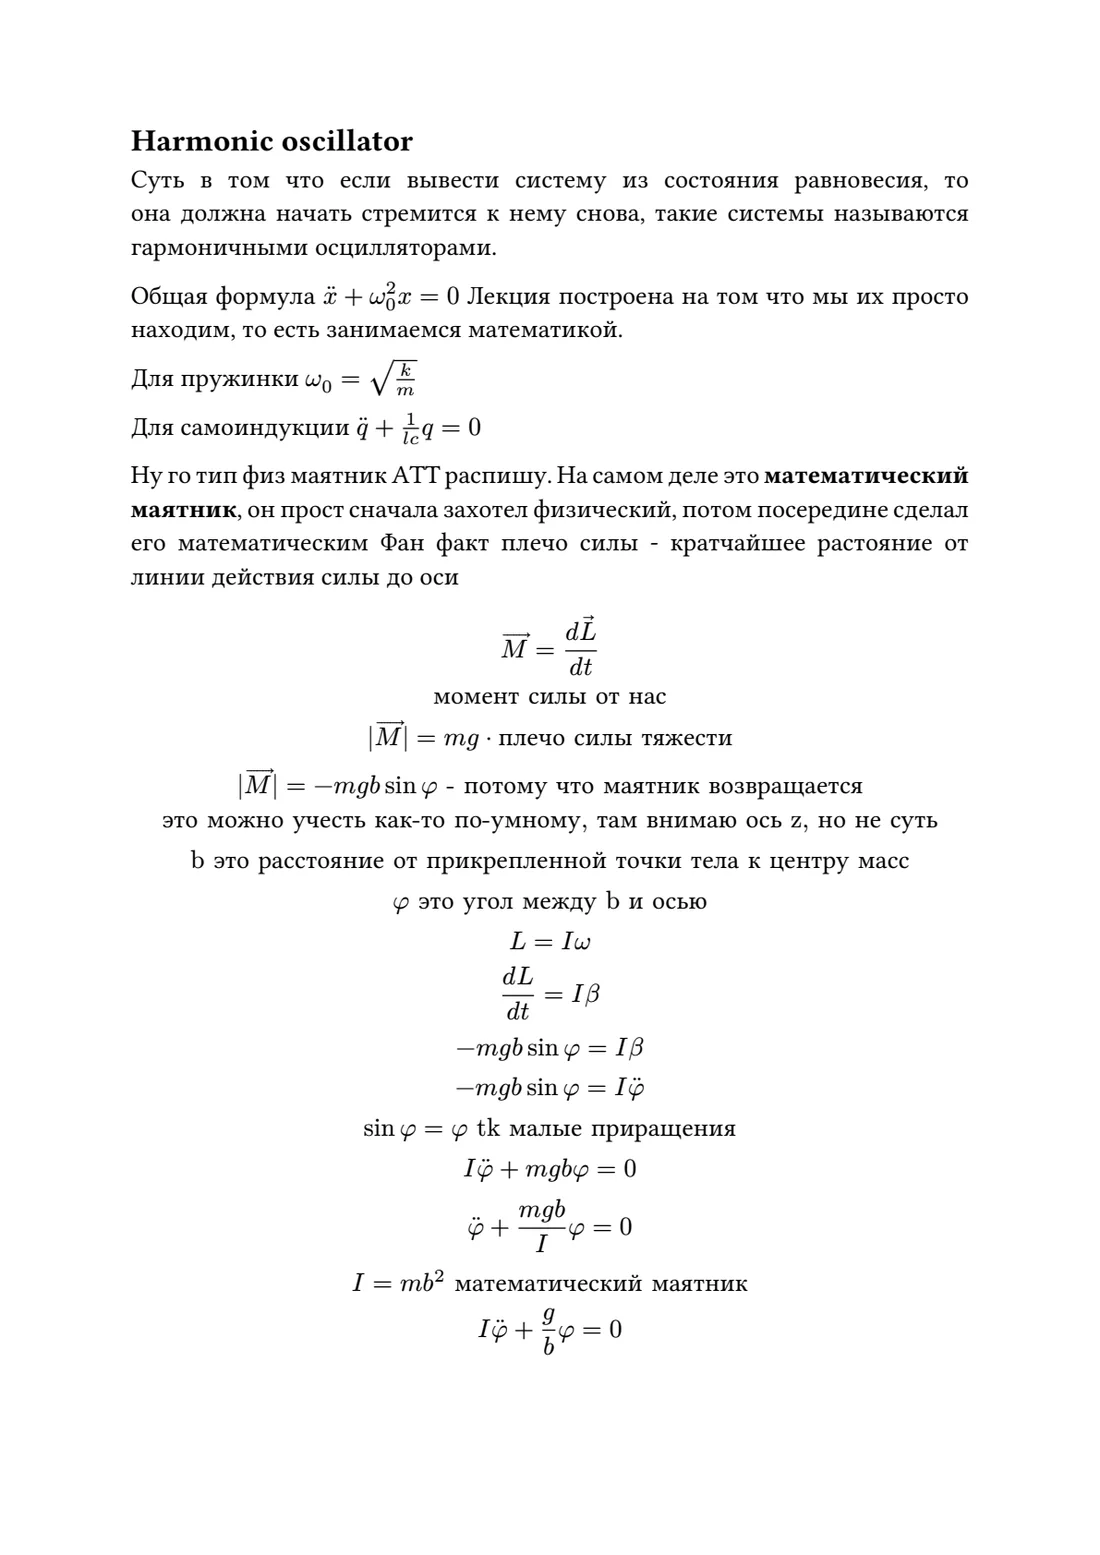 Harmonic oscillator
Суть в том что если вывести систему из состояния равновесия, то
она должна начать стремится к нему снова, такие системы называются
гармоничными осцилляторами.
Общая формула ẍ + ω₀²x = 0 Лекция построена на том что мы их просто
находим, то есть занимаемся математикой.
Для пружинки ω₀ = √(k/m)
Для самоиндукции q̈ + 1/lc q = 0
Ну го тип физ маятник АТТ распишу. На самом деле это математический
маятник, он прост сначала захотел физический, потом посередине сделал
его математическим Фан факт плечо силы - кратчайшее растояние от
линии действия силы до оси
M⃗ = dL⃗/dt
момент силы от нас
|M⃗| = mg · плечо силы тяжести
|M⃗| = −mgb sin φ - потому что маятник возвращается
это можно учесть как-то по-умному, там внимаю ось z, но не суть
b это расстояние от прикрепленной точки тела к центру масс
φ это угол между b и осью
L = Iω
dL/dt = Iβ
−mgb sin φ = Iβ
−mgb sin φ = Iφ̈
sin φ = φ tk малые приращения
Iφ̈ + mgbφ = 0
φ̈ + mgb/I φ = 0
I = mb² математический маятник
Iφ̈ + g/b φ = 0